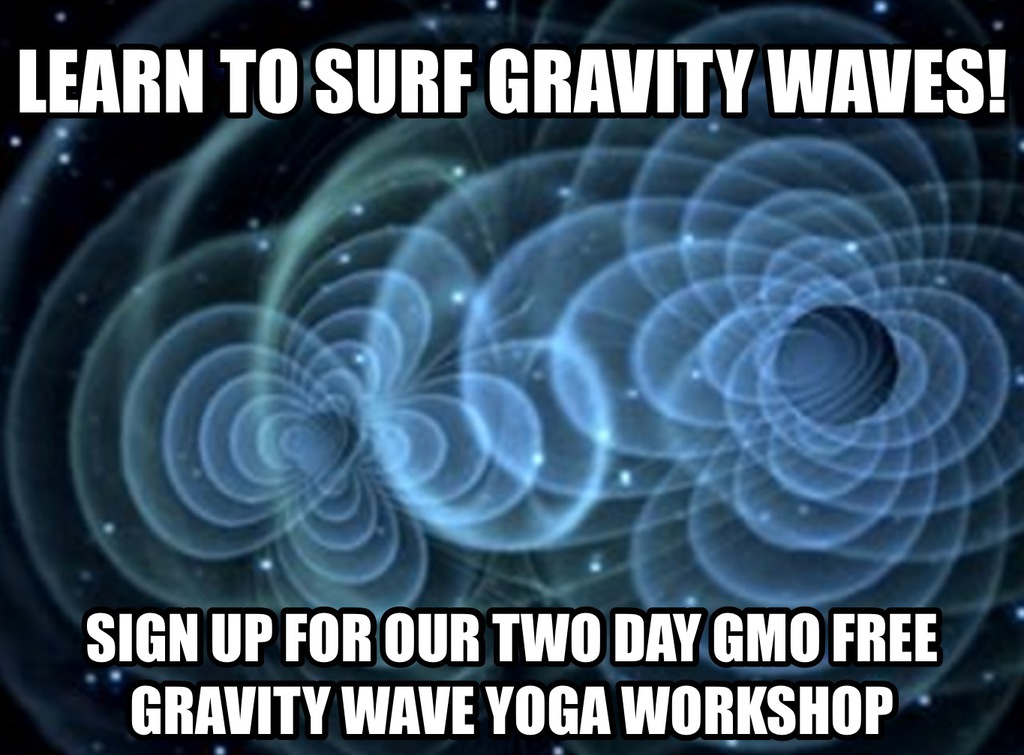 LEARN TO SURF GRAVITY WAVES!
SIGN UP FOR OUR TWO DAY GMO FREE
GRAVITY WAVE YOGA WORKSHOP